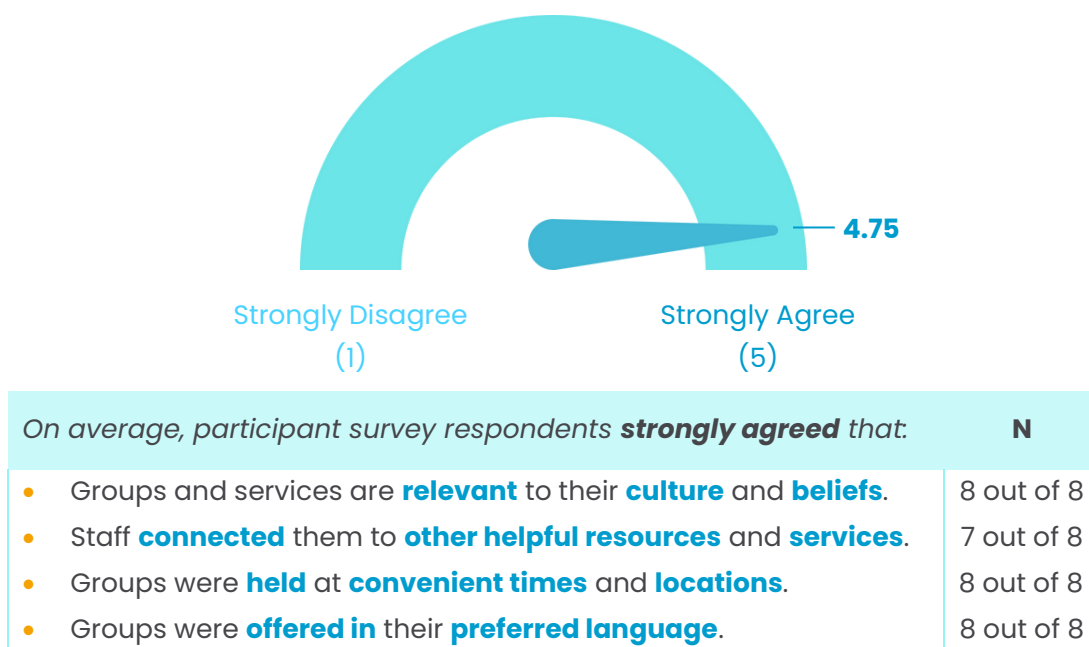 4.75
Strongly Disagree
(1)
Strongly Agree
(5)
On average, participant survey respondents strongly agreed that: N
• Groups and services are relevant to their culture and beliefs. 8 out of 8
• Staff connected them to other helpful resources and services. 7 out of 8
• Groups were held at convenient times and locations. 8 out of 8
• Groups were offered in their preferred language. 8 out of 8